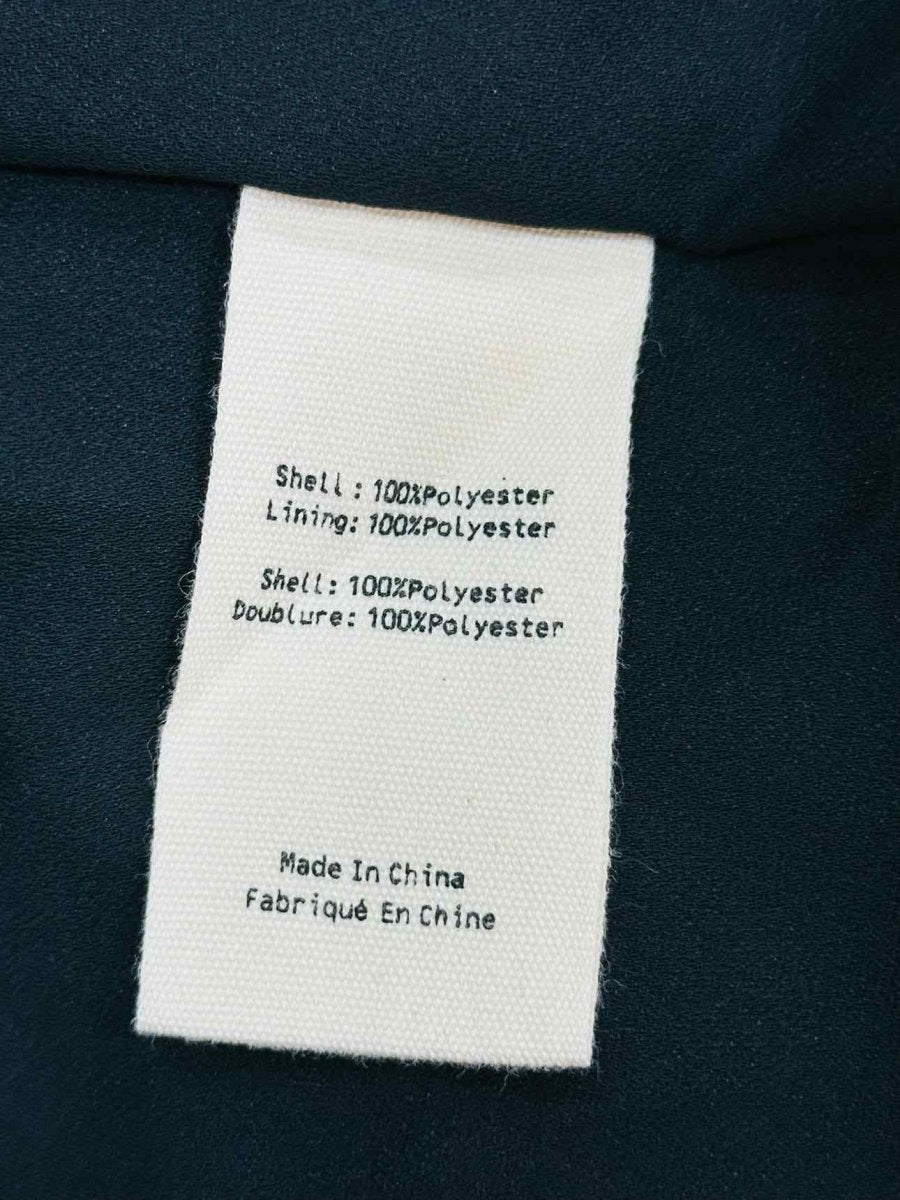 Shell: 100%Polyester
Lining: 100%Polyester
Shell: 100%Polyester
Doublure: 100%Polyester
Made In China
Fabriqué En Chine